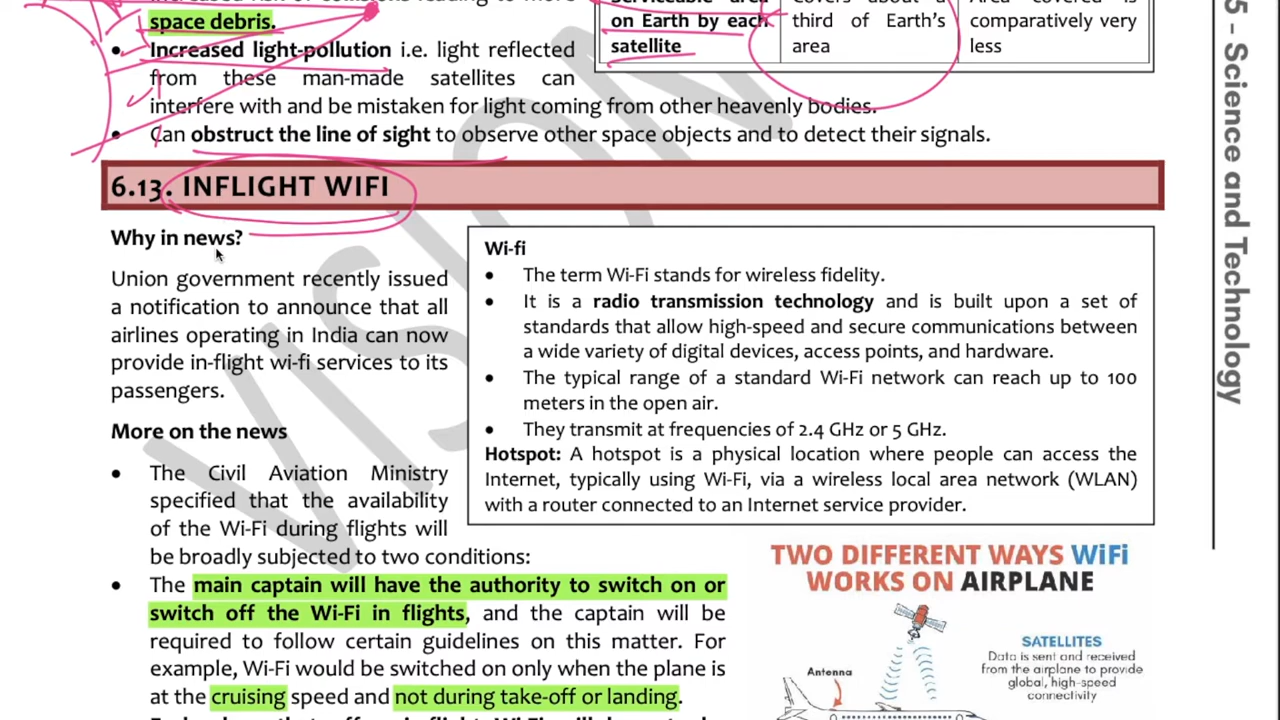 space debris.
• Increased light-pollution i.e. light reflected
from these man-made satellites can
interfere with and be mistaken for light coming from other heavenly bodies.
• Can obstruct the line of sight to observe other space objects and to detect their signals.
on Earth by each
satellite
third of Earth's
area
Area covered is
comparatively very
less
6.13. INFLIGHT WIFI
Why in news?
Union government recently issued
a notification to announce that all
airlines operating in India can now
provide in-flight wi-fi services to its
passengers.
More on the news
• The Civil Aviation Ministry
specified that the availability
of the Wi-Fi during flights will
be broadly subjected to two conditions:
• The main captain will have the authority to switch on or
switch off the Wi-Fi in flights, and the captain will be
required to follow certain guidelines on this matter. For
example, Wi-Fi would be switched on only when the plane is
at the cruising speed and not during take-off or landing.
Wi-fi
• The term Wi-Fi stands for wireless fidelity.
• It is a radio transmission technology and is built upon a set of
standards that allow high-speed and secure communications between
a wide variety of digital devices, access points, and hardware.
• The typical range of a standard Wi-Fi network can reach up to 100
meters in the open air.
• They transmit at frequencies of 2.4 GHz or 5 GHz.
Hotspot: A hotspot is a physical location where people can access the
Internet, typically using Wi-Fi, via a wireless local area network (WLAN)
with a router connected to an Internet service provider.
TWO DIFFERENT WAYS WiFi
WORKS ON AIRPLANE
SATELLITES
Data is sent and received
from the airplane to provide
global, high-speed
connectivity
Antenna
5 - Science and Technology
VISION